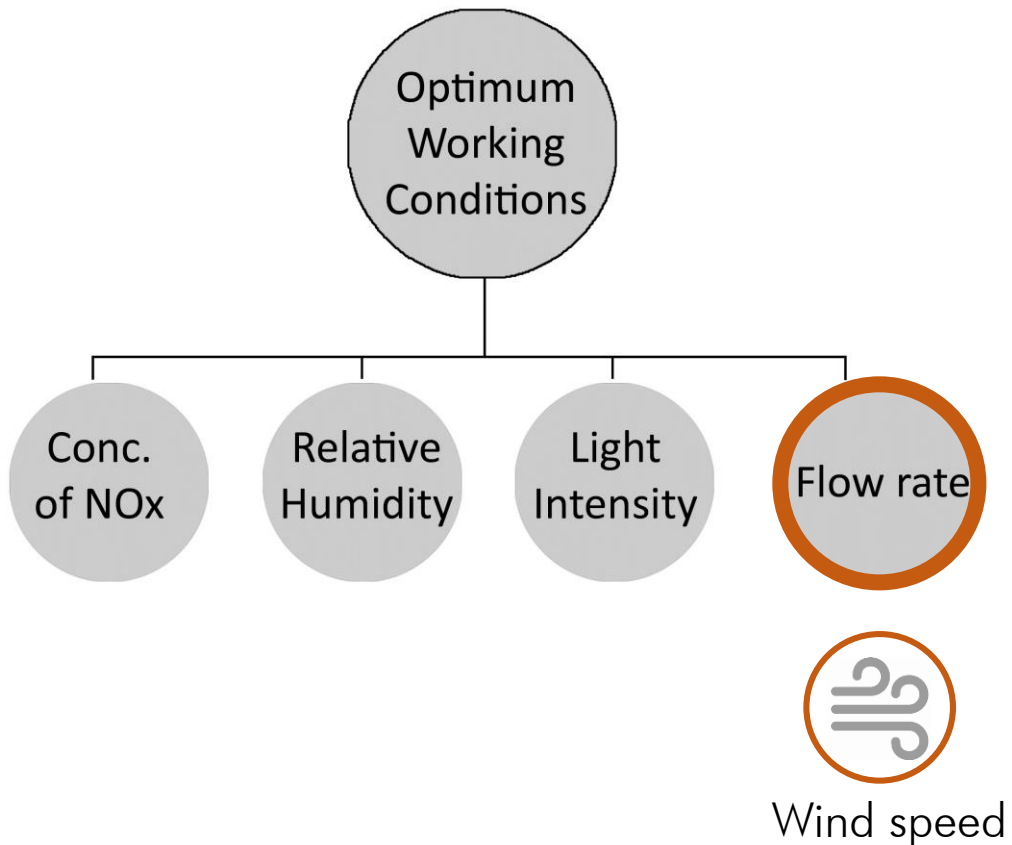 Optimum
Working
Conditions
Conc.
of NOx
Relative
Humidity
Light
Intensity
Flow rate
Wind speed